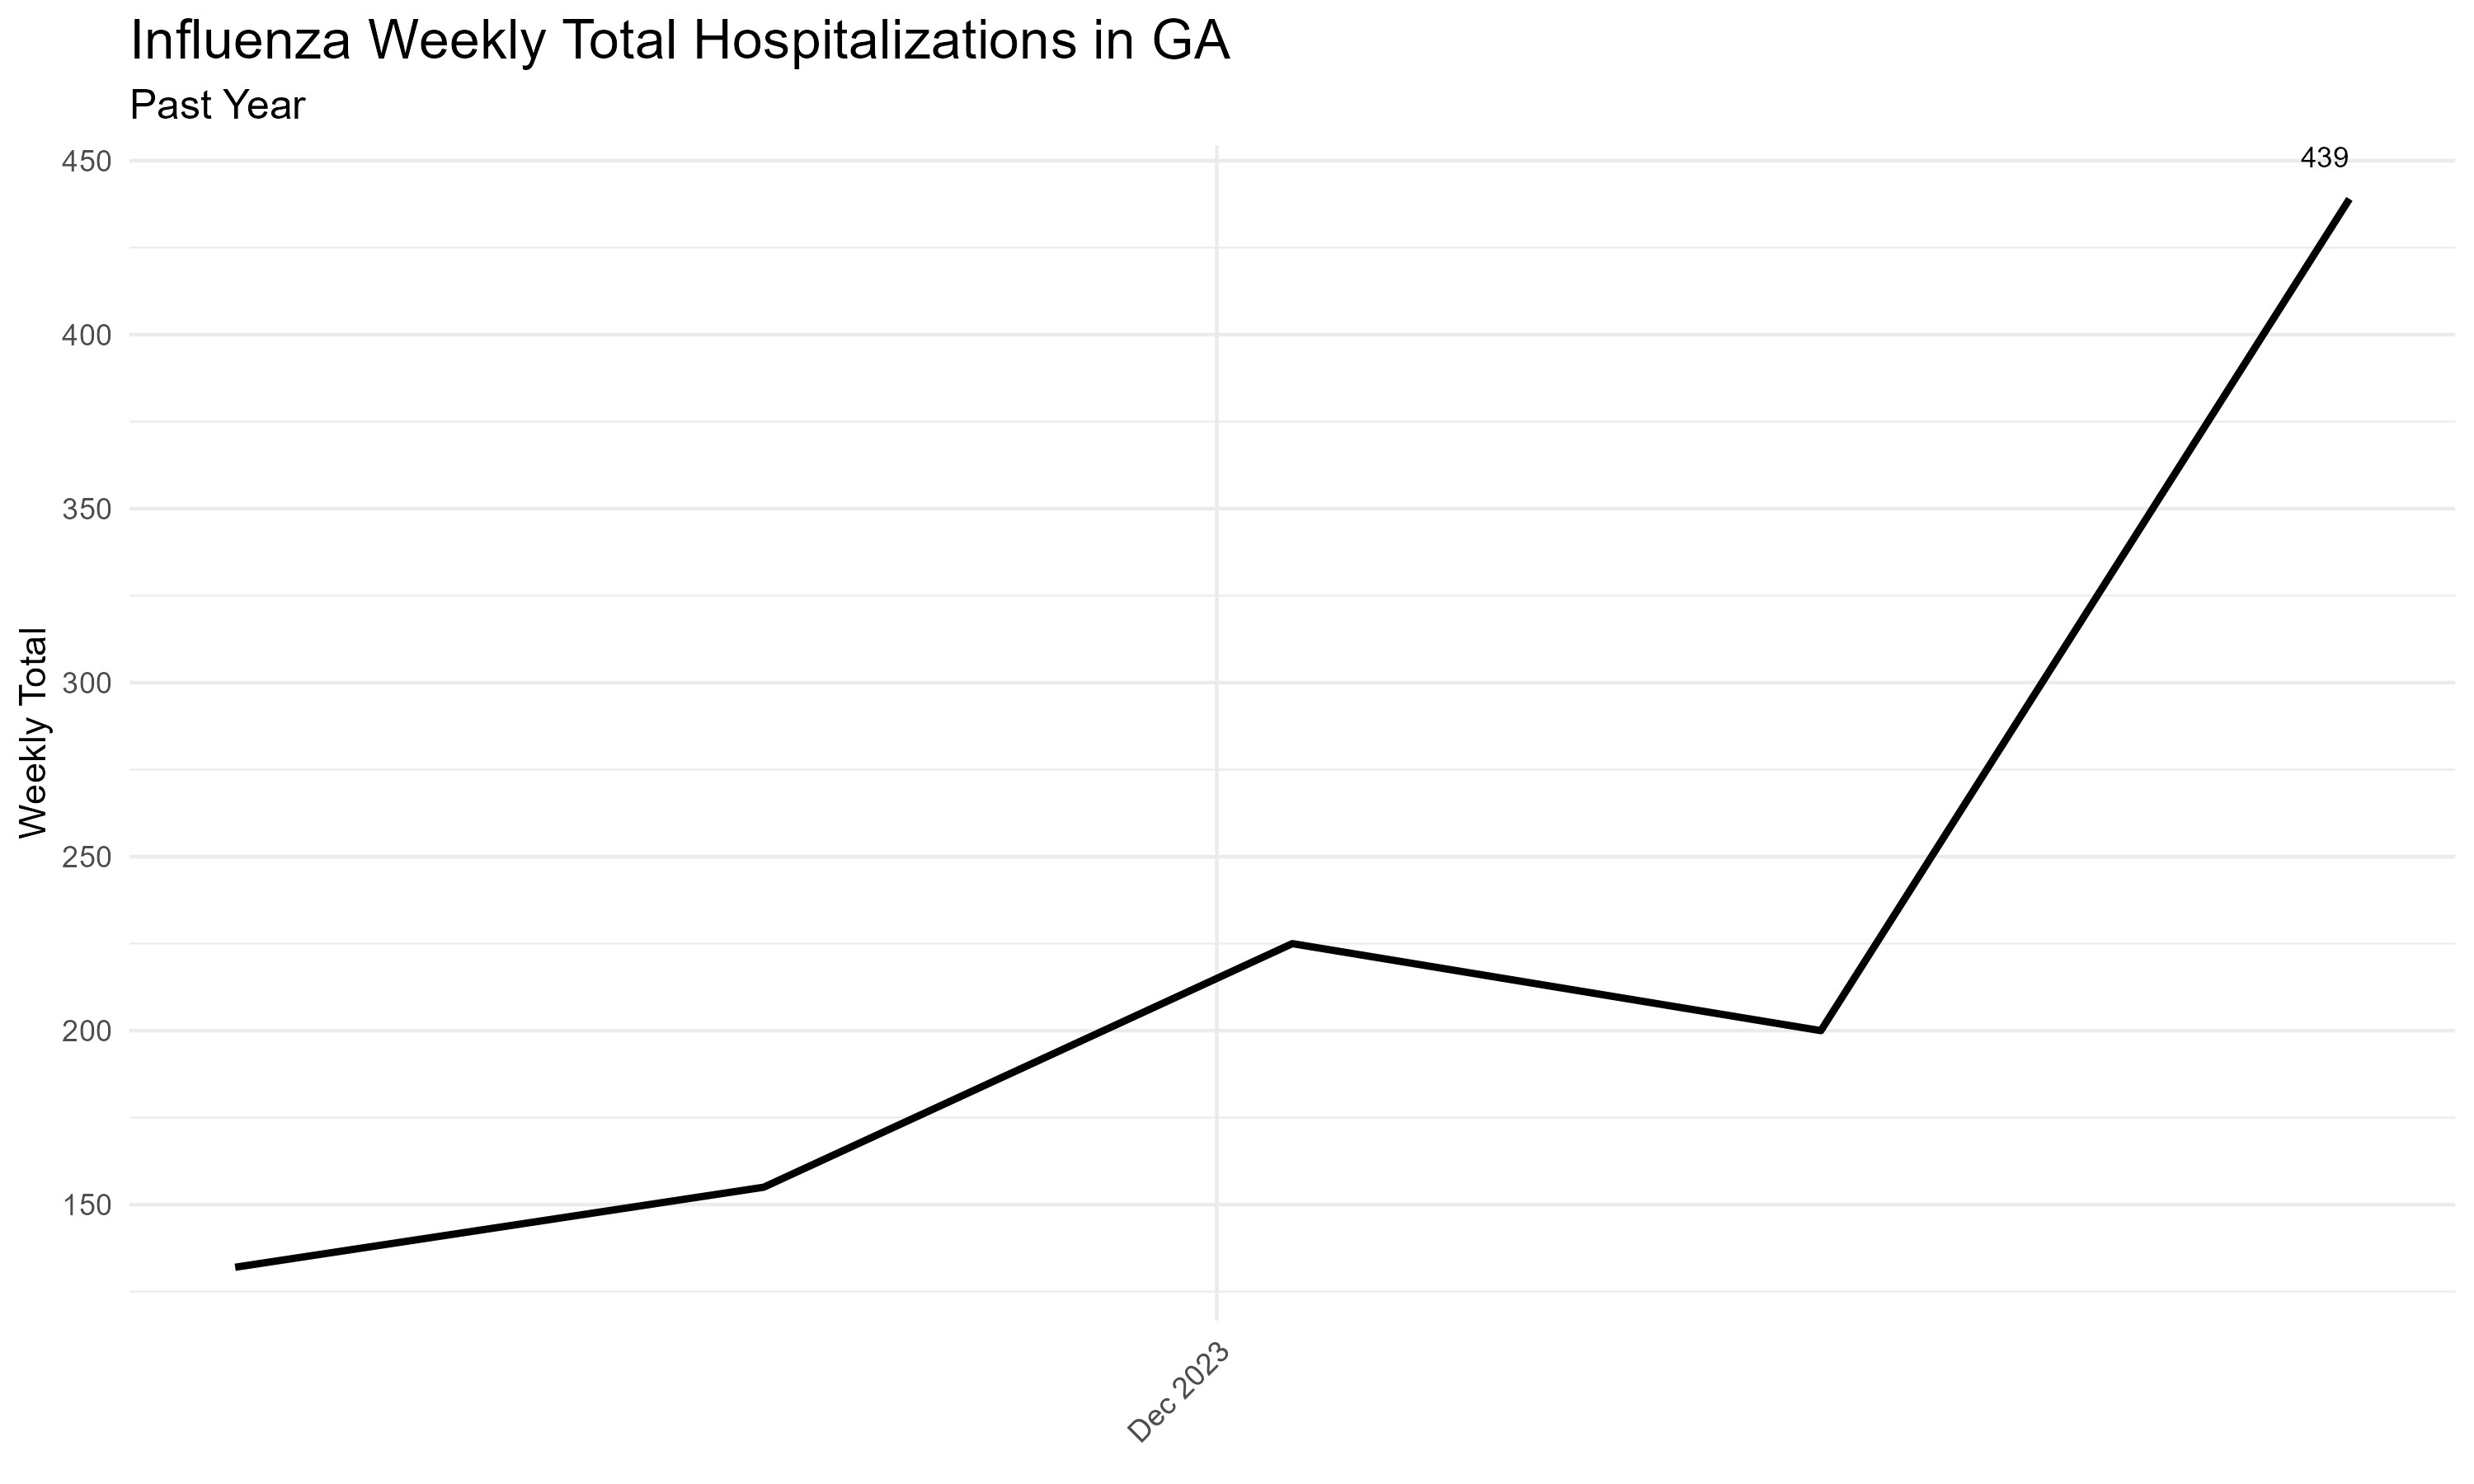 Influenza Weekly Total Hospitalizations in GA
Past Year
Weekly Total
450
400
350
300
250
200
150
439
Dec 2023